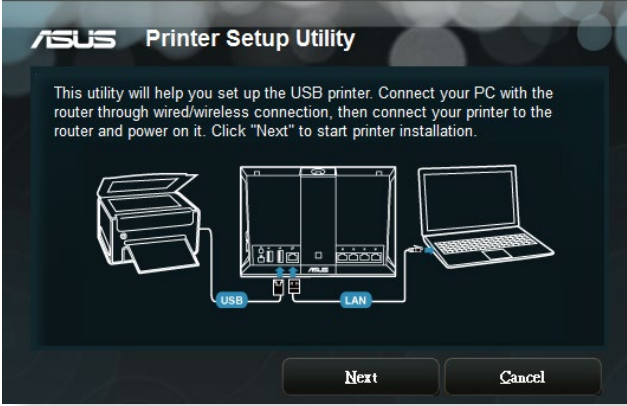 ASUS Printer Setup Utility
This utility will help you set up the USB printer. Connect your PC with the
router through wired/wireless connection, then connect your printer to the
router and power on it. Click "Next" to start printer installation.
ASUS
USB
LAN
Next
Cancel